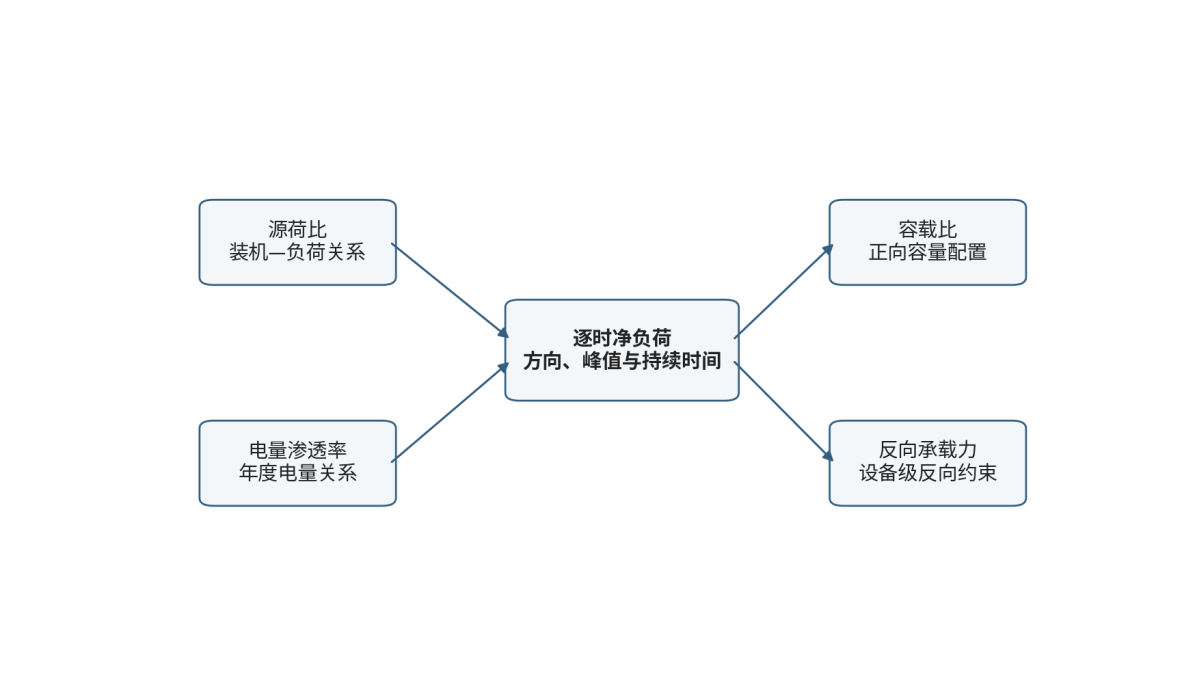 源荷比
装机—负荷关系
电量渗透率
年度电量关系
逐时净负荷
方向、峰值与持续时间
容载比
正向容量配置
反向承载力
设备级反向约束